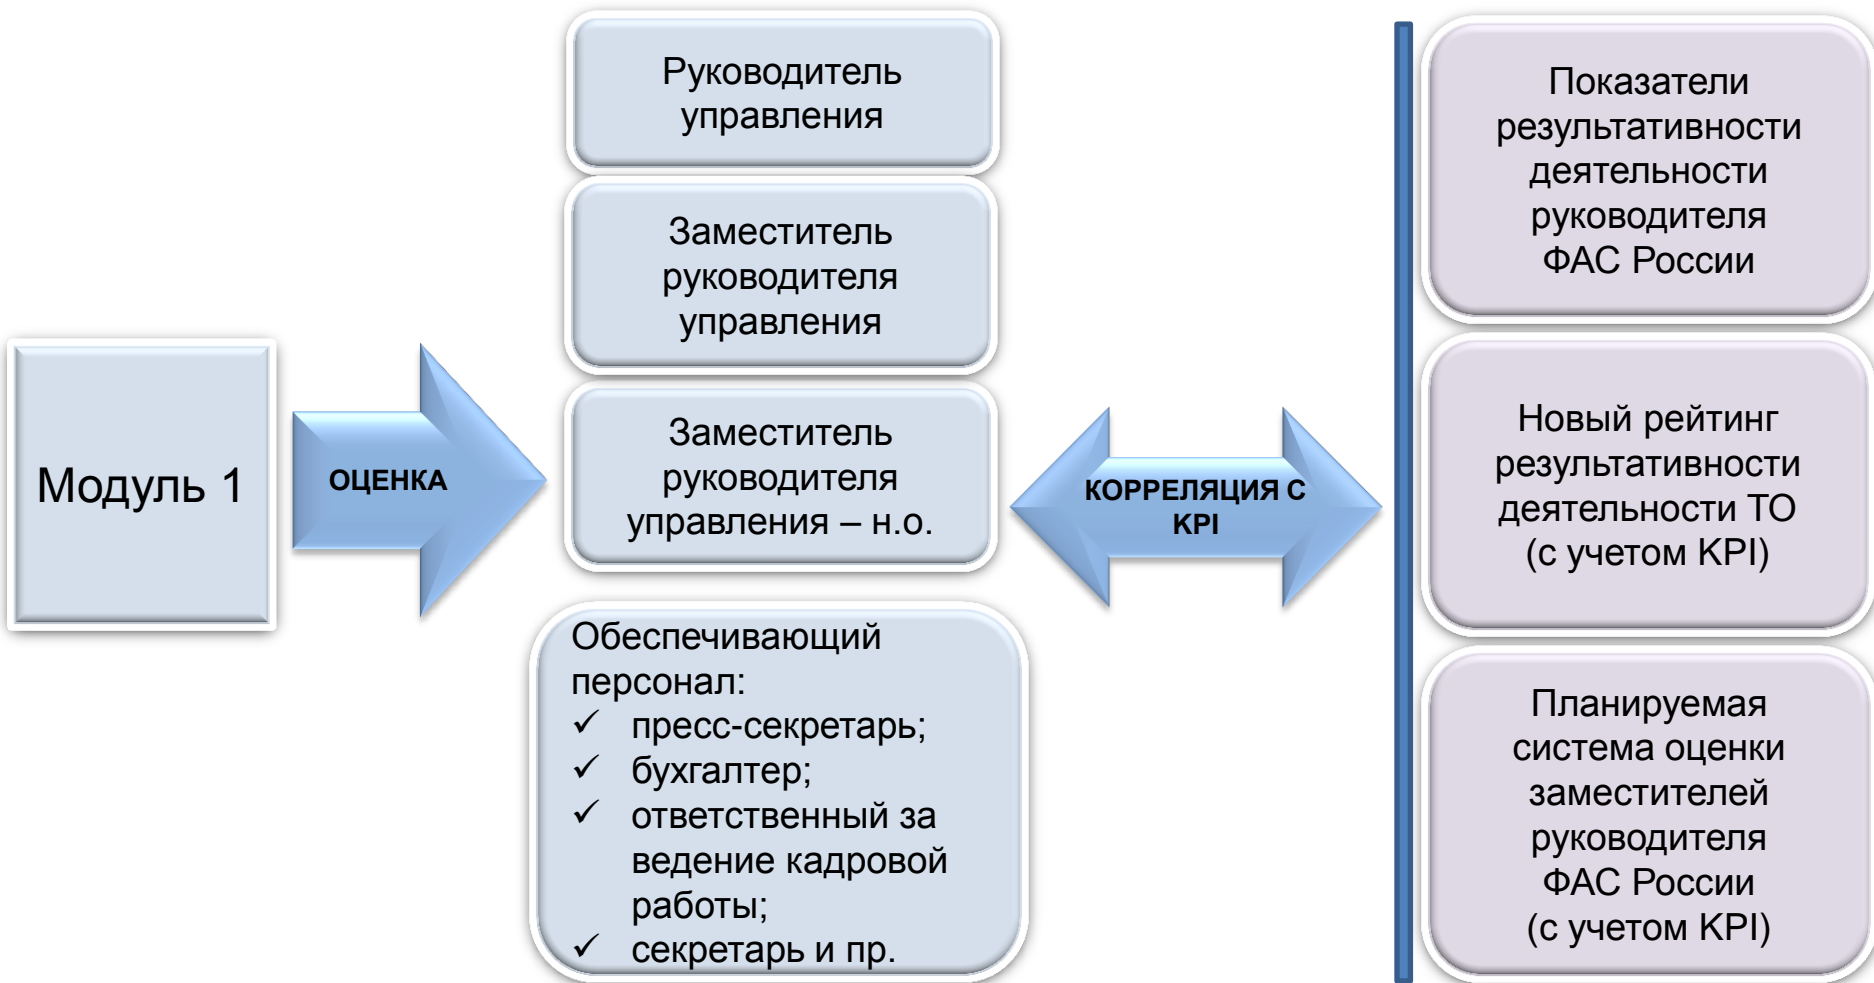 Модуль 1
ОЦЕНКА
Руководитель
управления
Заместитель
руководителя
управления
Заместитель
руководителя
управления – н.о.
Обеспечивающий
персонал:
✓ пресс-секретарь;
✓ бухгалтер;
✓ ответственный за
ведение кадровой
работы;
✓ секретарь и пр.
КОРРЕЛЯЦИЯ С
KPI
Показатели
результативности
деятельности
руководителя
ФАС России
Новый рейтинг
результативности
деятельности ТО
(с учетом KPI)
Планируемая
система оценки
заместителей
руководителя
ФАС России
(с учетом KPI)